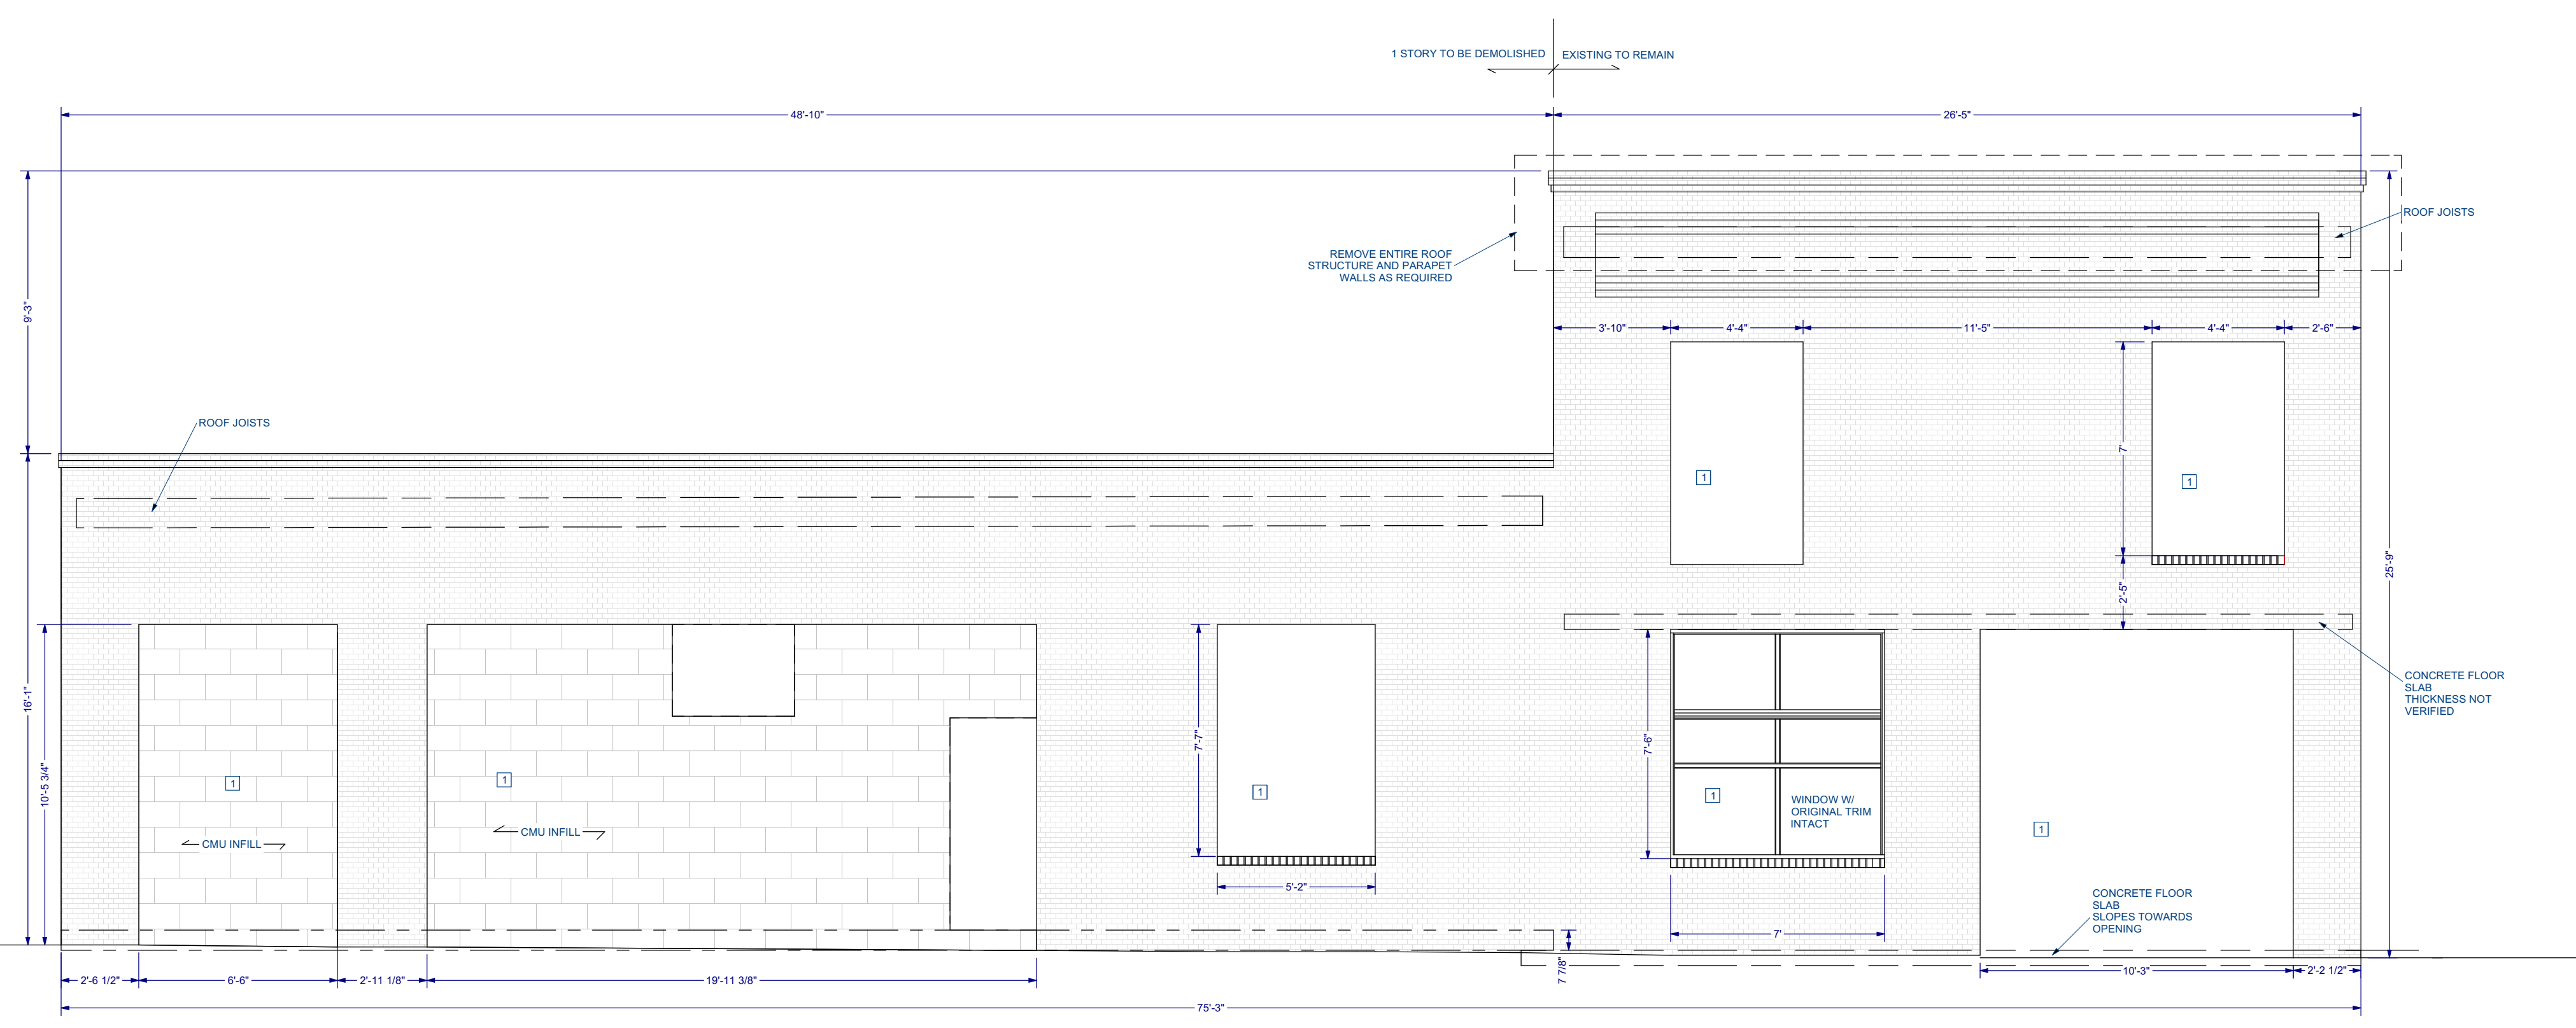 1 STORY TO BE DEMOLISHED
EXISTING TO REMAIN
48'-10"
26'-5"
ROOF JOISTS
REMOVE ENTIRE ROOF
STRUCTURE AND PARAPET
WALLS AS REQUIRED
9'-3"
3'-10"
4'-4"
11'-5"
4'-4"
2'-6"
ROOF JOISTS
7'
1
1
25'-9"
2'-5"
16'-1"
10'-5 3/4"
7'-7"
7'-6"
CONCRETE FLOOR
SLAB
THICKNESS NOT
VERIFIED
1
1
1
1
WINDOW W/
ORIGINAL TRIM
INTACT
1
CMU INFILL
CMU INFILL
5'-2"
CONCRETE FLOOR
SLAB
SLOPES TOWARDS
OPENING
7'
7 7/8"
2'-6 1/2"
6'-6"
2'-11 1/8"
19'-11 3/8"
10'-3"
2'-2 1/2"
75'-3"